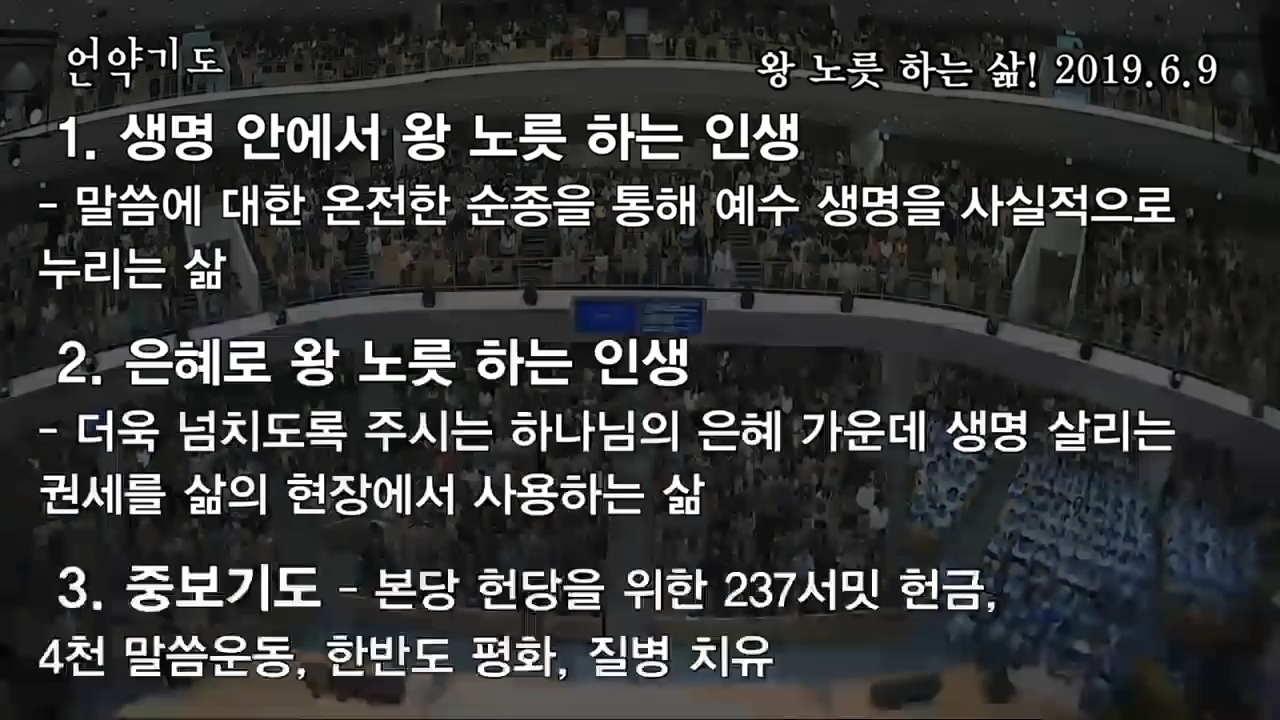 언약기도
왕 노릇 하는 삶! 2019.6.9
1. 생명 안에서 왕 노릇 하는 인생
- 말씀에 대한 온전한 순종을 통해 예수 생명을 사실적으로
누리는 삶
2. 은혜로 왕 노릇 하는 인생
- 더욱 넘치도록 주시는 하나님의 은혜 가운데 생명 살리는
권세를 삶의 현장에서 사용하는 삶
3. 중보기도 - 본당 헌당을 위한 237서밋 헌금,
4천 말씀운동, 한반도 평화, 질병 치유